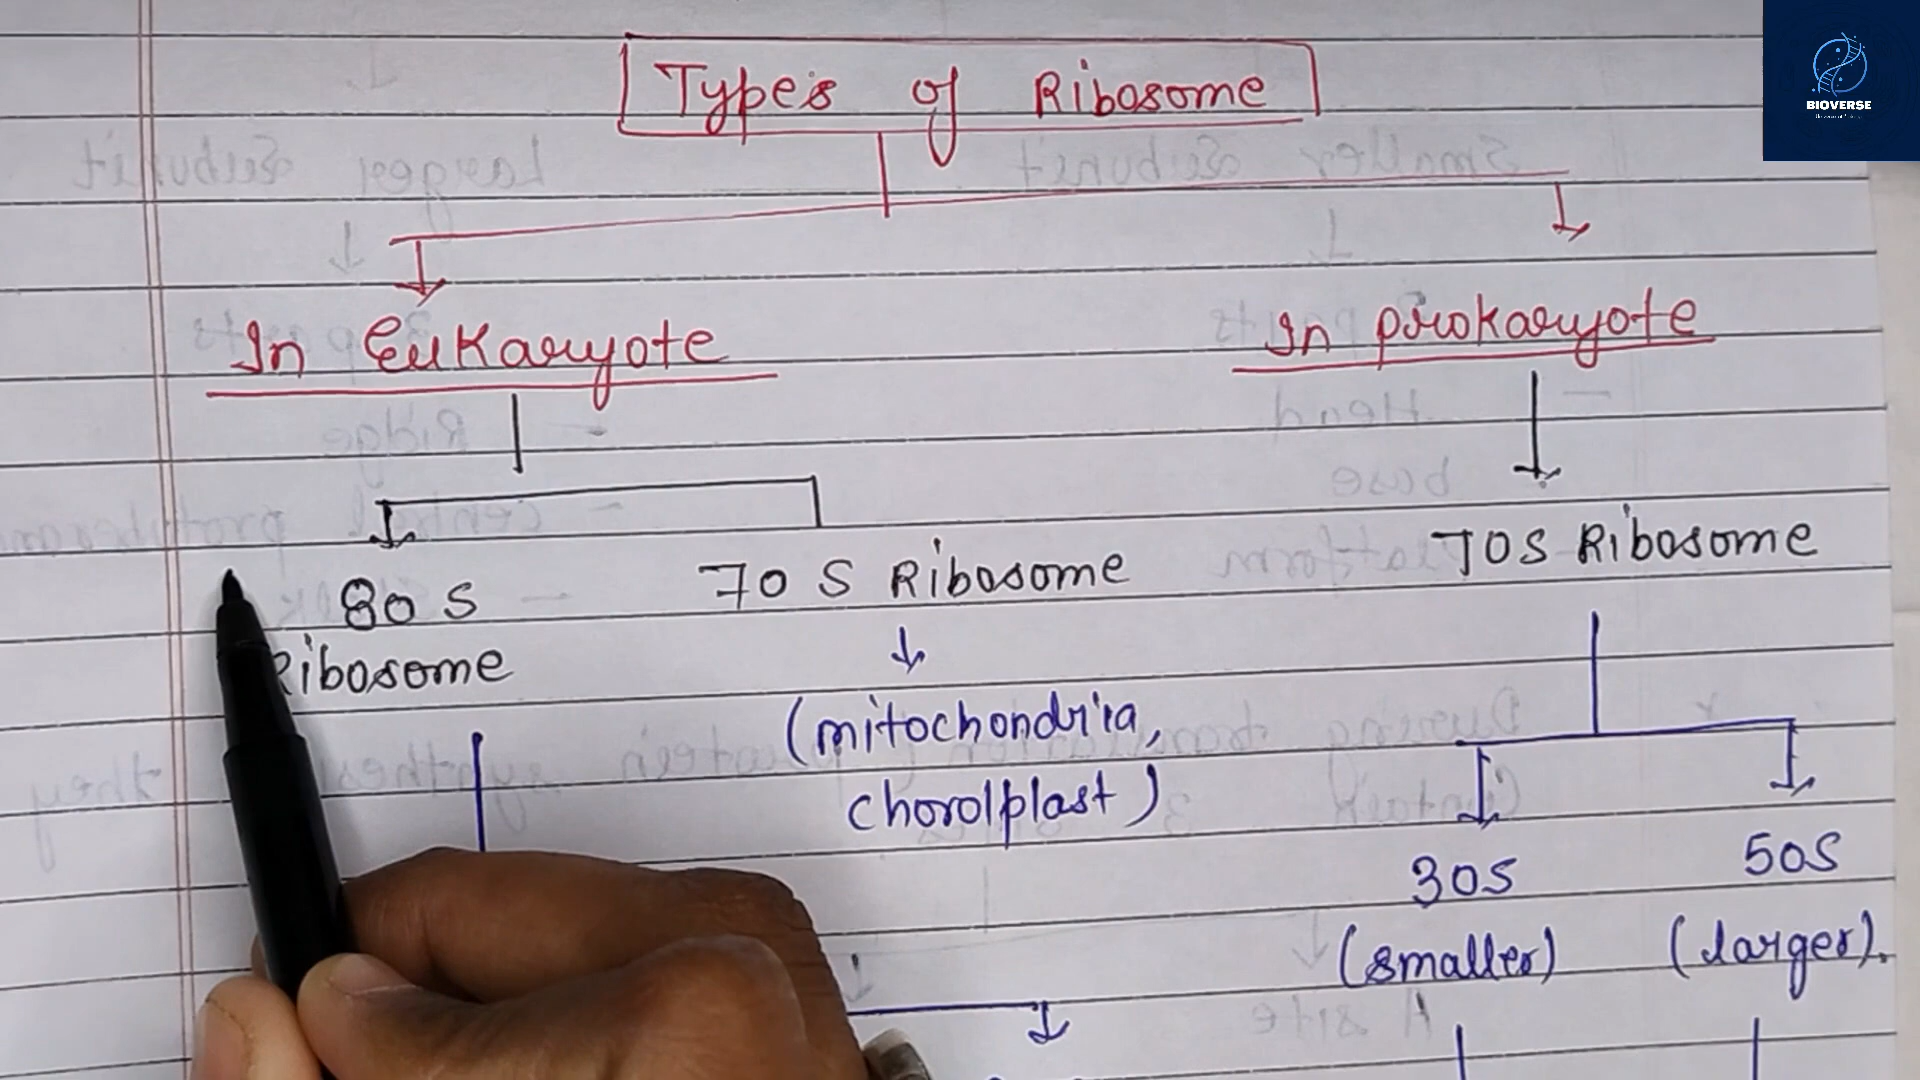 Types of Ribosome
BIOVERSE
In Eukaryote
In prokaryote
80 S
Ribosome
70 S Ribosome
70S Ribosome
(mitochondria,
chorolplast)
30S
(smaller)
50S
(larger).